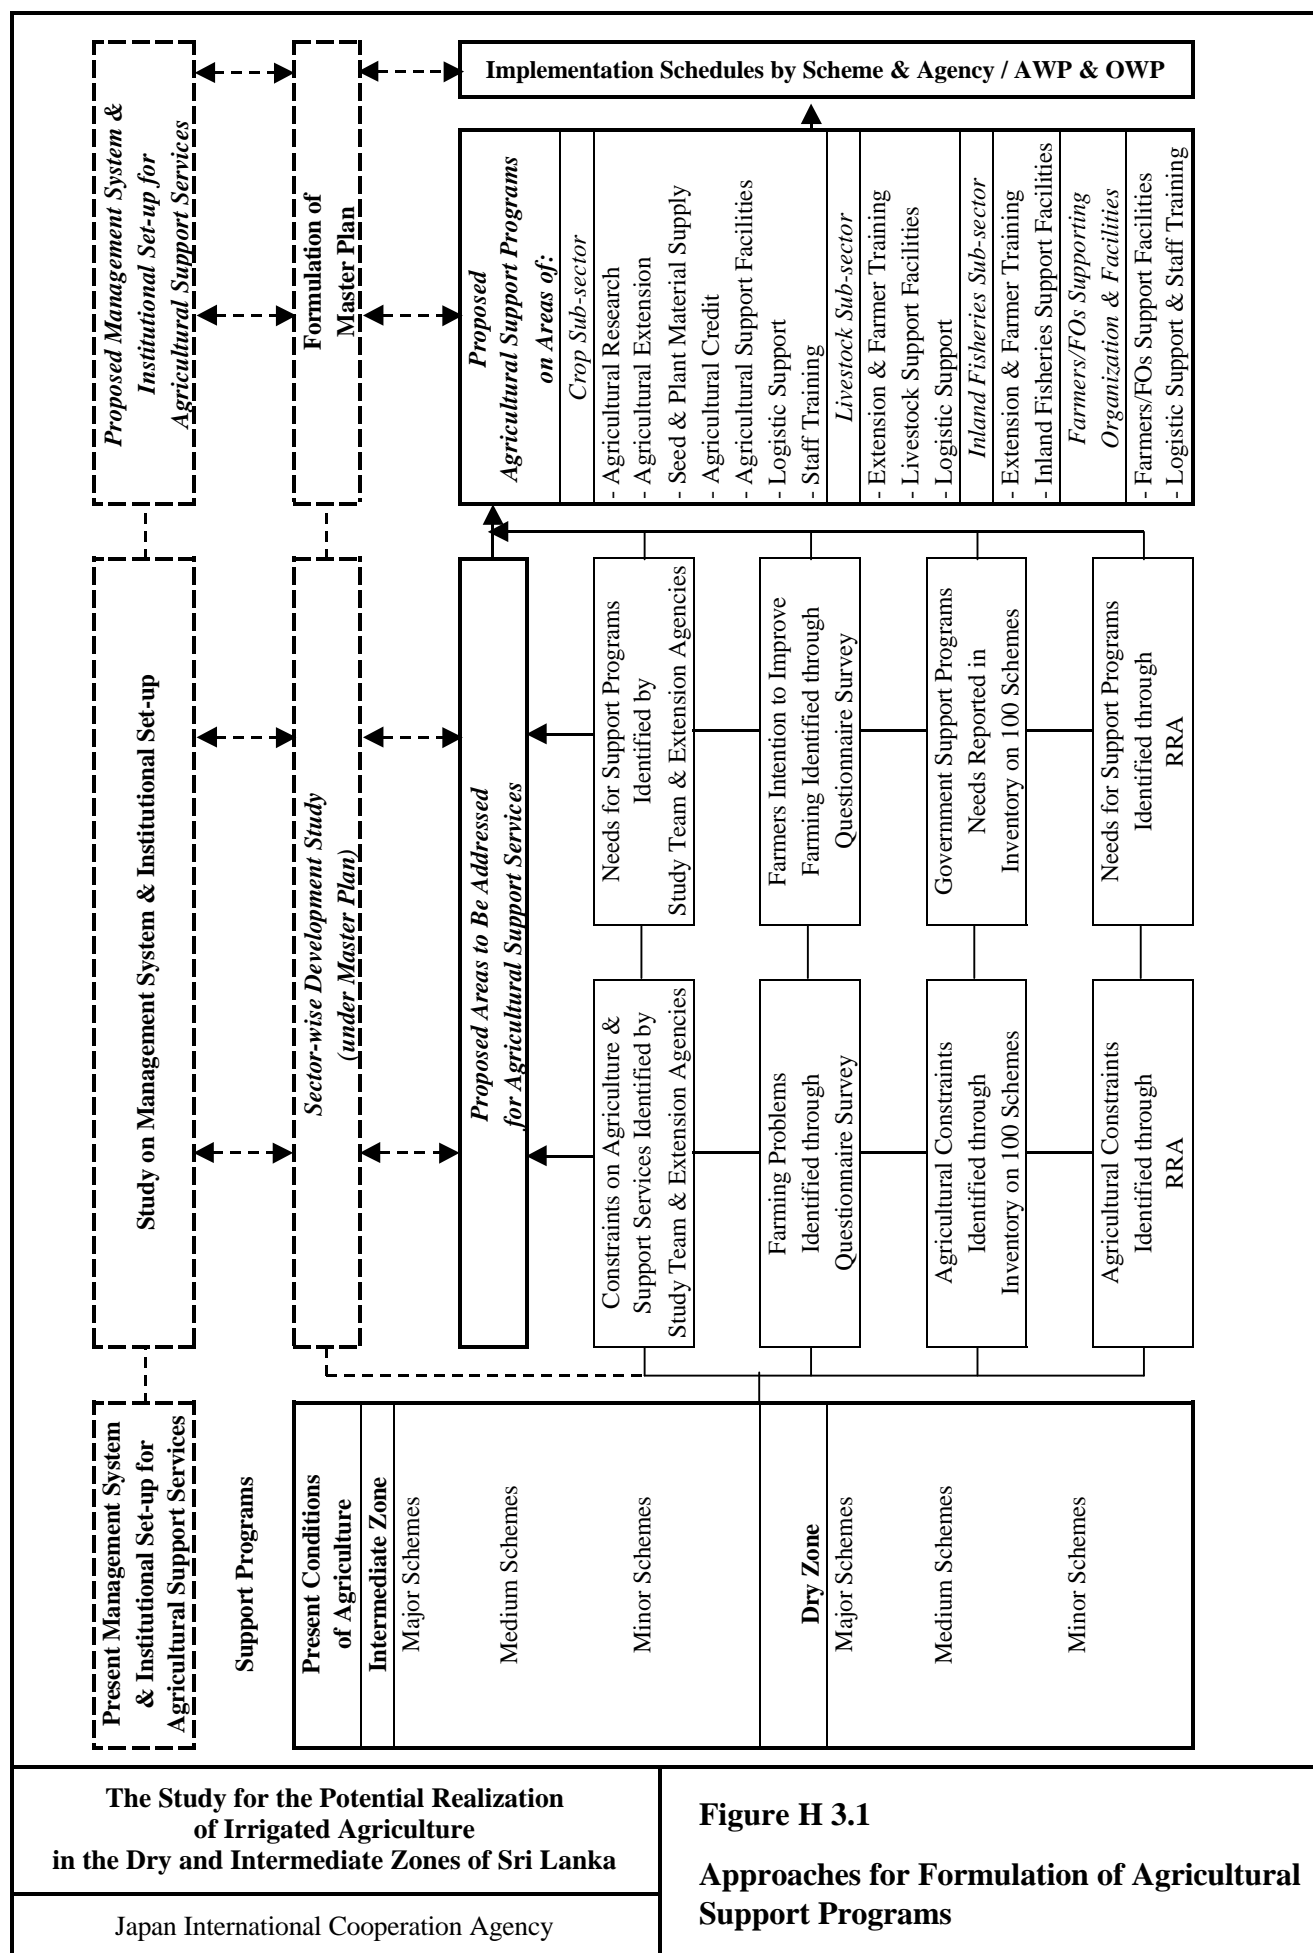 Present Management System
& Institutional Set-up for
Agricultural Support Services
Study on Management System & Institutional Set-up
Proposed Management System &
Institutional Set-up for
Agricultural Support Services
Support Programs
Present Conditions
of Agriculture
Intermediate Zone
Major Schemes
Medium Schemes
Minor Schemes
Dry Zone
Major Schemes
Medium Schemes
Minor Schemes
Sector-wise Development Study
(under Master Plan)
Formulation of
Master Plan
Proposed Areas to Be Addressed
for Agricultural Support Services
Constraints on Agriculture &
Support Services Identified by
Study Team & Extension Agencies
Farming Problems
Identified through
Questionnaire Survey
Agricultural Constraints
Identified through
Inventory on 100 Schemes
Agricultural Constraints
Identified through
RRA
Needs for Support Programs
Identified by
Study Team & Extension Agencies
Farmers Intention to Improve
Farming Identified through
Questionnaire Survey
Government Support Programs
Needs Reported in
Inventory on 100 Schemes
Needs for Support Programs
Identified through
RRA
Proposed
Agricultural Support Programs
on Areas of:
Crop Sub-sector
- Agricultural Research
- Agricultural Extension
- Seed & Plant Material Supply
- Agricultural Credit
- Agricultural Support Facilities
- Logistic Support
- Staff Training
Livestock Sub-sector
- Extension & Farmer Training
- Livestock Support Facilities
- Logistic Support
Inland Fisheries Sub-sector
- Extension & Farmer Training
- Inland Fisheries Support Facilities
Farmers/FOs Supporting
Organization & Facilities
- Farmers/FOs Support Facilities
- Logistic Support & Staff Training
Implementation Schedules by Scheme & Agency / AWP & OWP
The Study for the Potential Realization
of Irrigated Agriculture
in the Dry and Intermediate Zones of Sri Lanka
Japan International Cooperation Agency
Figure H 3.1
Approaches for Formulation of Agricultural
Support Programs